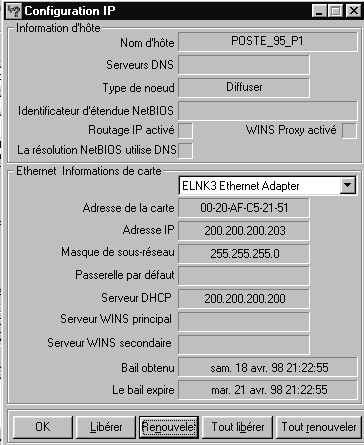 Configuration IP
Information d'hôte
Nom d'hôte POSTE_95_P1
Serveurs DNS
Type de noeud Diffuser
Identificateur d'étendue NetBIOS
Routage IP activé WINS Proxy activé
La résolution NetBIOS utilise DNS
Ethernet Informations de carte
ELNK3 Ethernet Adapter
Adresse de la carte 00-20-AF-C5-21-51
Adresse IP 200.200.200.203
Masque de sous-réseau 255.255.255.0
Passerelle par défaut
Serveur DHCP 200.200.200.200
Serveur WINS principal
Serveur WINS secondaire
Bail obtenu sam. 18 avr. 98 21:22:55
Le bail expire mar. 21 avr. 98 21:22:55
OK Libérer Renouveler Tout libérer Tout renouveler